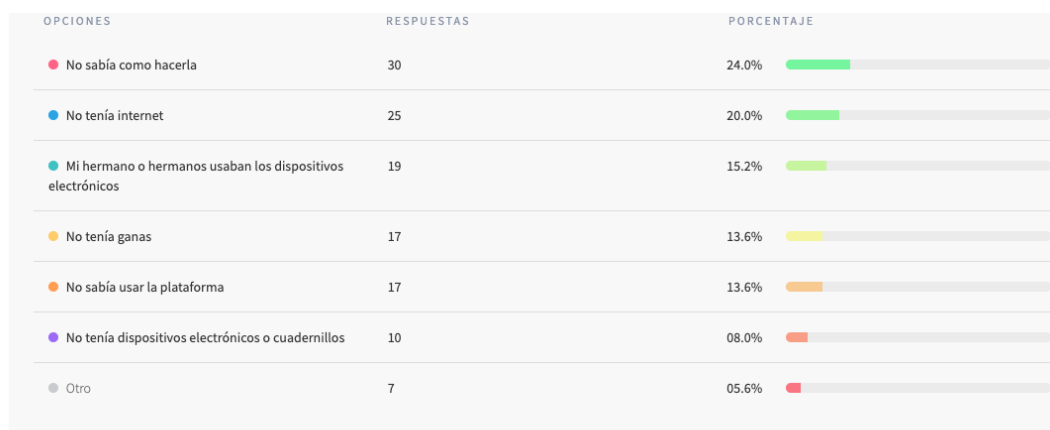 OPCIONES RESPUESTAS PORCENTAJE
No sabía como hacerla 30 24.0%
No tenía internet 25 20.0%
Mi hermano o hermanos usaban los dispositivos 19 15.2%
electrónicos
No tenía ganas 17 13.6%
No sabía usar la plataforma 17 13.6%
No tenía dispositivos electrónicos o cuadernillos 10 08.0%
Otro 7 05.6%